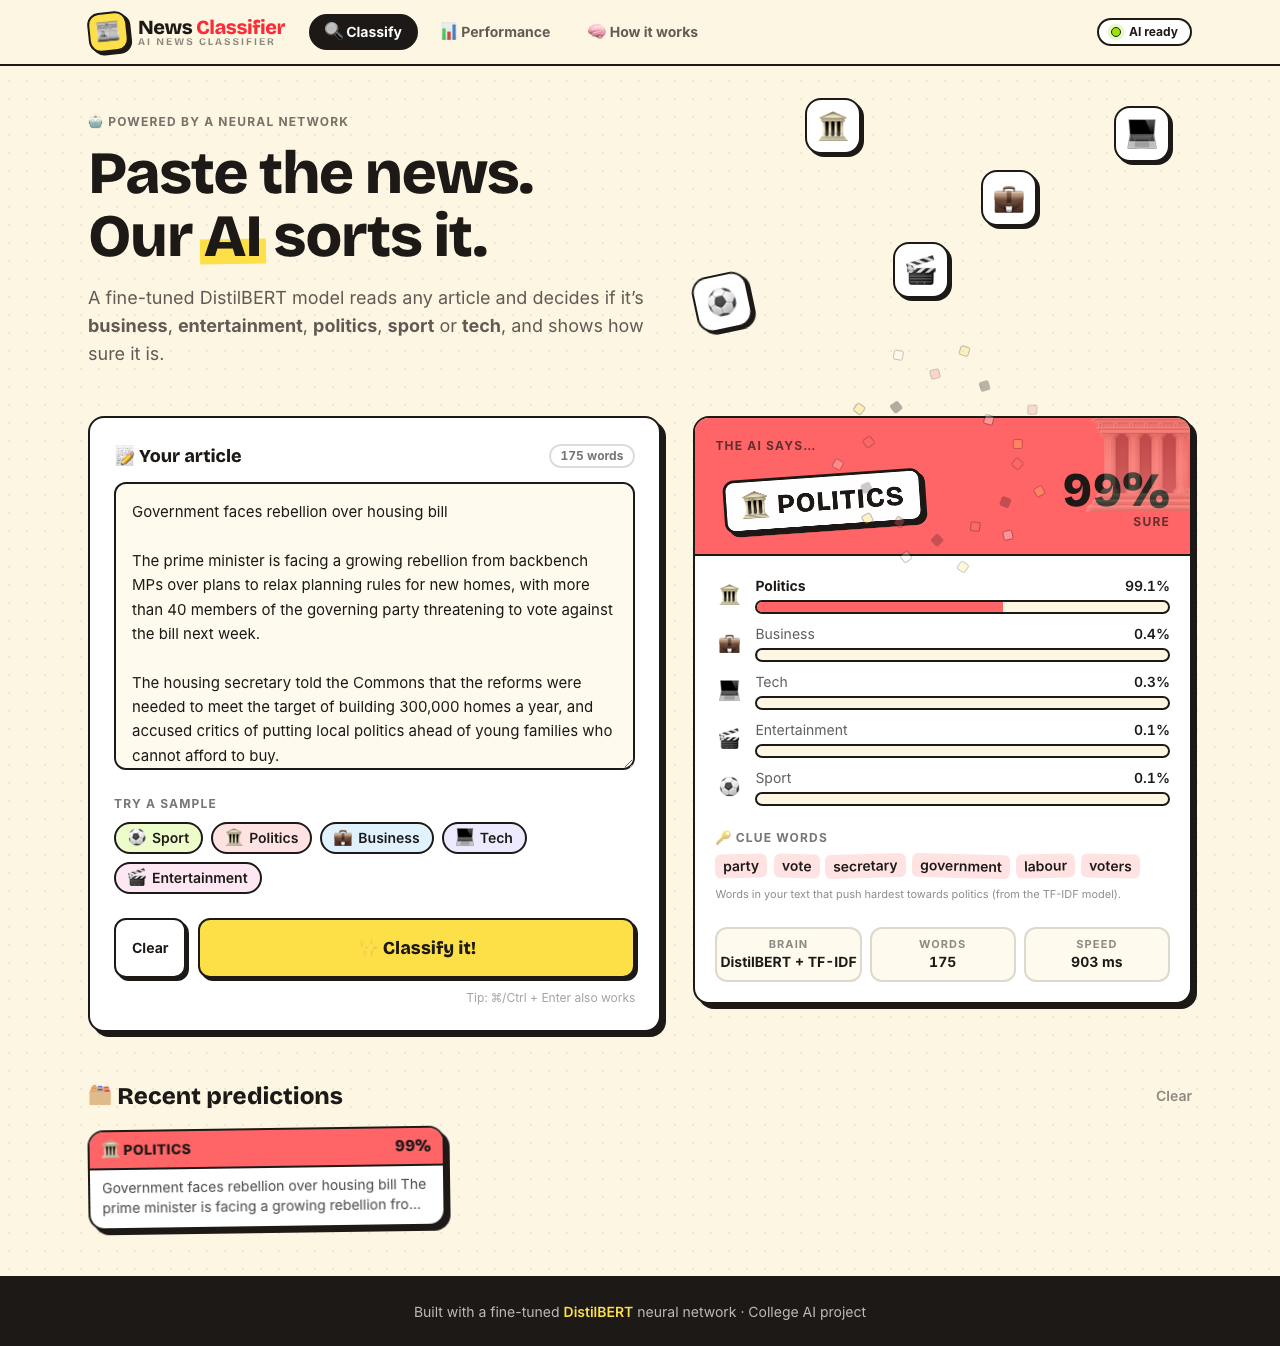 News Classifier
AI NEWS CLASSIFIER
Classify
Performance
How it works
AI ready
POWERED BY A NEURAL NETWORK
Paste the news.
Our AI sorts it.
A fine-tuned DistilBERT model reads any article and decides if it's
business, entertainment, politics, sport or tech, and shows how
sure it is.
Your article
175 words
Government faces rebellion over housing bill
The prime minister is facing a growing rebellion from backbench
MPs over plans to relax planning rules for new homes, with more
than 40 members of the governing party threatening to vote against
the bill next week.
The housing secretary told the Commons that the reforms were
needed to meet the target of building 300,000 homes a year, and
accused critics of putting local politics ahead of young families who
cannot afford to buy.
TRY A SAMPLE
Sport
Politics
Business
Tech
Entertainment
Clear
Classify it!
Tip: ⌘/Ctrl + Enter also works
THE AI SAYS...
POLITICS
99%
SURE
Politics 99.1%
Business 0.4%
Tech 0.3%
Entertainment 0.1%
Sport 0.1%
CLUE WORDS
party vote secretary government labour voters
Words in your text that push hardest towards politics (from the TF-IDF model).
BRAIN
DistilBERT + TF-IDF
WORDS
175
SPEED
903 ms
Recent predictions
Clear
POLITICS 99%
Government faces rebellion over housing bill The
prime minister is facing a growing rebellion fro...
Built with a fine-tuned DistilBERT neural network · College AI project